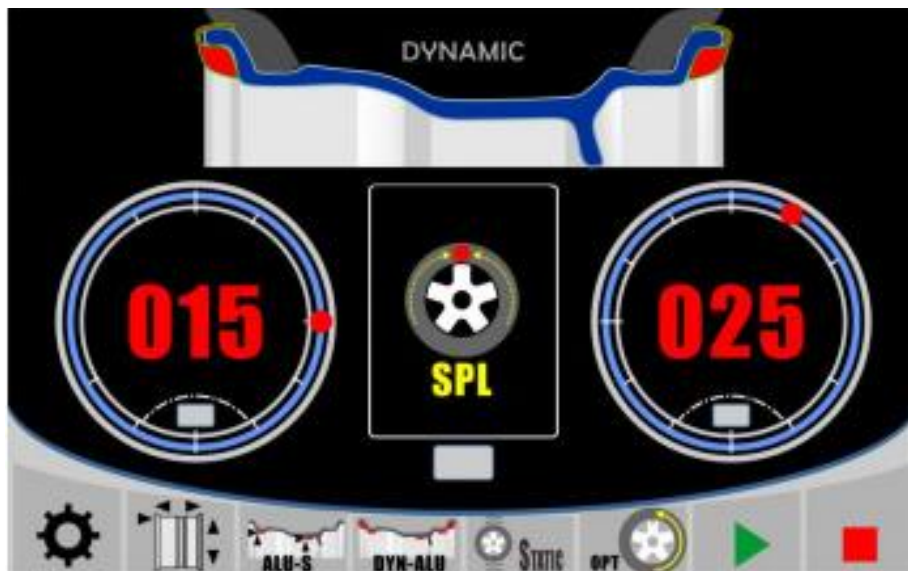 DYNAMIC
015
SPL
025
ALU-S
DYN-ALU
STATIC
OPT